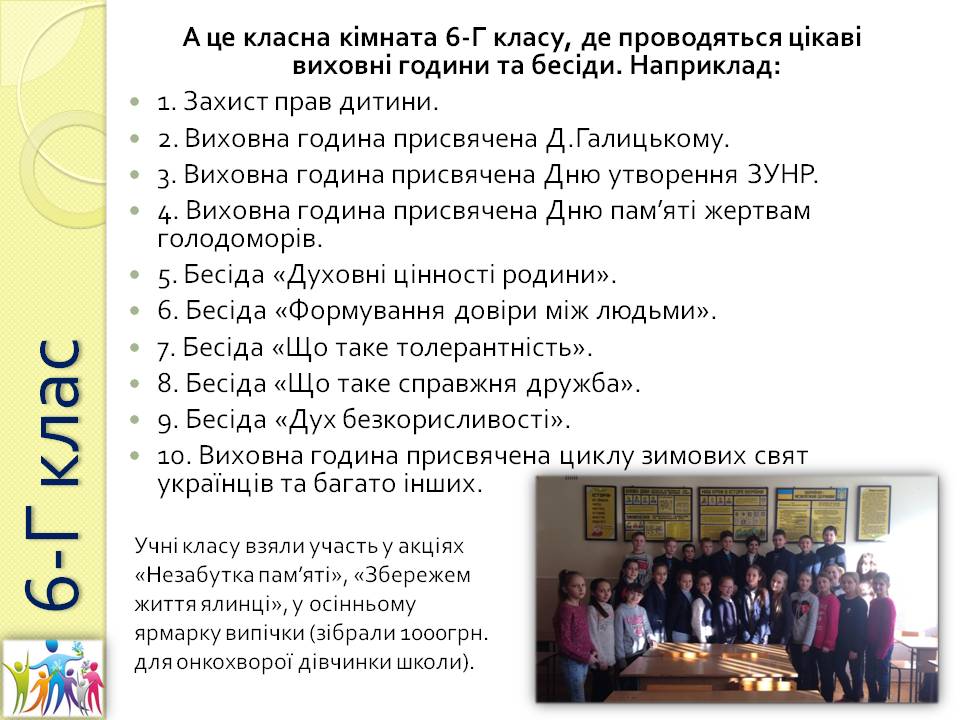 А це класна кімната 6-Г класу, де проводяться цікаві
виховні години та бесіди. Наприклад:
• 1. Захист прав дитини.
• 2. Виховна година присвячена Д.Галицькому.
• 3. Виховна година присвячена Дню утворення ЗУНР.
• 4. Виховна година присвячена Дню пам’яті жертвам
голодоморів.
• 5. Бесіда «Духовні цінності родини».
• 6. Бесіда «Формування довіри між людьми».
• 7. Бесіда «Що таке толерантність».
• 8. Бесіда «Що таке справжня дружба».
• 9. Бесіда «Дух безкорисливості».
• 10. Виховна година присвячена циклу зимових свят
українців та багато інших.
Учні класу взяли участь у акціях
«Незабутка пам’яті», «Збережем
життя ялинці», у осінньому
ярмарку випічки (зібрали 1000грн.
для онкохворої дівчинки школи).
6-Г клас